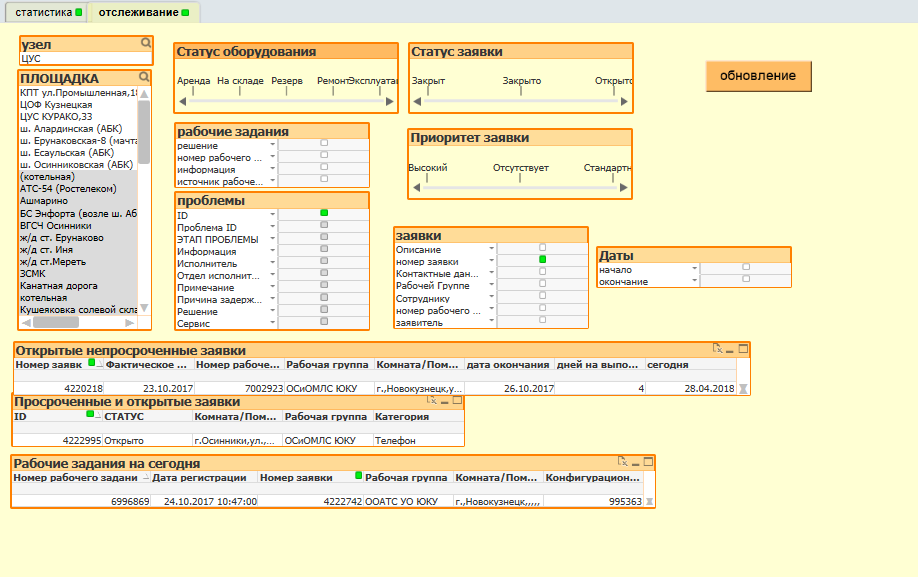 статистика
отслеживание
узел
ЦУС
ПЛОЩАДКА
КПТ ул.Промышленная,1
ЦОФ Кузнецкая
ЦУС КУРАКО,33
ш. Алардинская (АБК)
ш. Ерунаковская-8 (мачта
ш. Есаульская (АБК)
ш. Осинниковская (АБК)
(котельная)
АТС-54 (Ростелеком)
Ашмарино
БС Энфорта (возле ш. Аб
ВГСЧ Осинники
ж/д ст. Ерунаково
ж/д ст. Иня
ж/д ст.Мереть
ЗСМК
Канатная дорога
котельная
Кушеяковка солевой скла
Статус оборудования
Аренда На складе Резерв Ремонт Эксплуатац
Статус заявки
Закрыт Закрыто Открыто
обновление
рабочие задания
решение
номер рабочего ...
информация
источник рабоче...
Приоритет заявки
Высокий Отсутствует Стандартн
проблемы
ID
Проблема ID
ЭТАП ПРОБЛЕМЫ
Информация
Исполнитель
Отдел исполнит...
Примечание
Причина задерж...
Решение
Сервис
заявки
Описание
номер заявки
Контактные дан...
Рабочей Группе
Сотруднику
номер рабочего ...
заявитель
Даты
начало
окончание
Открытые непросроченные заявки
Номер заявк Фактическое ... Номер рабоче... Рабочая группа Комната/Пом... дата окончания дней на выпо... сегодня
4220218 23.10.2017 7002923 ОСиОМЛС ЮКУ г.,Новокузнецк,у... 26.10.2017 4 28.04.2018
Просроченные и открытые заявки
ID СТАТУС Комната/Пом... Рабочая группа Категория
4222995 Открыто г.Осинники,ул.,... ОСиОМЛС ЮКУ Телефон
Рабочие задания на сегодня
Номер рабочего задани Дата регистрации Номер заявки Рабочая группа Комната/Пом... Конфигурацион...
6996869 24.10.2017 10:47:00 4222742 ООАТС УО ЮКУ г.,Новокузнецк,,,,, 995363